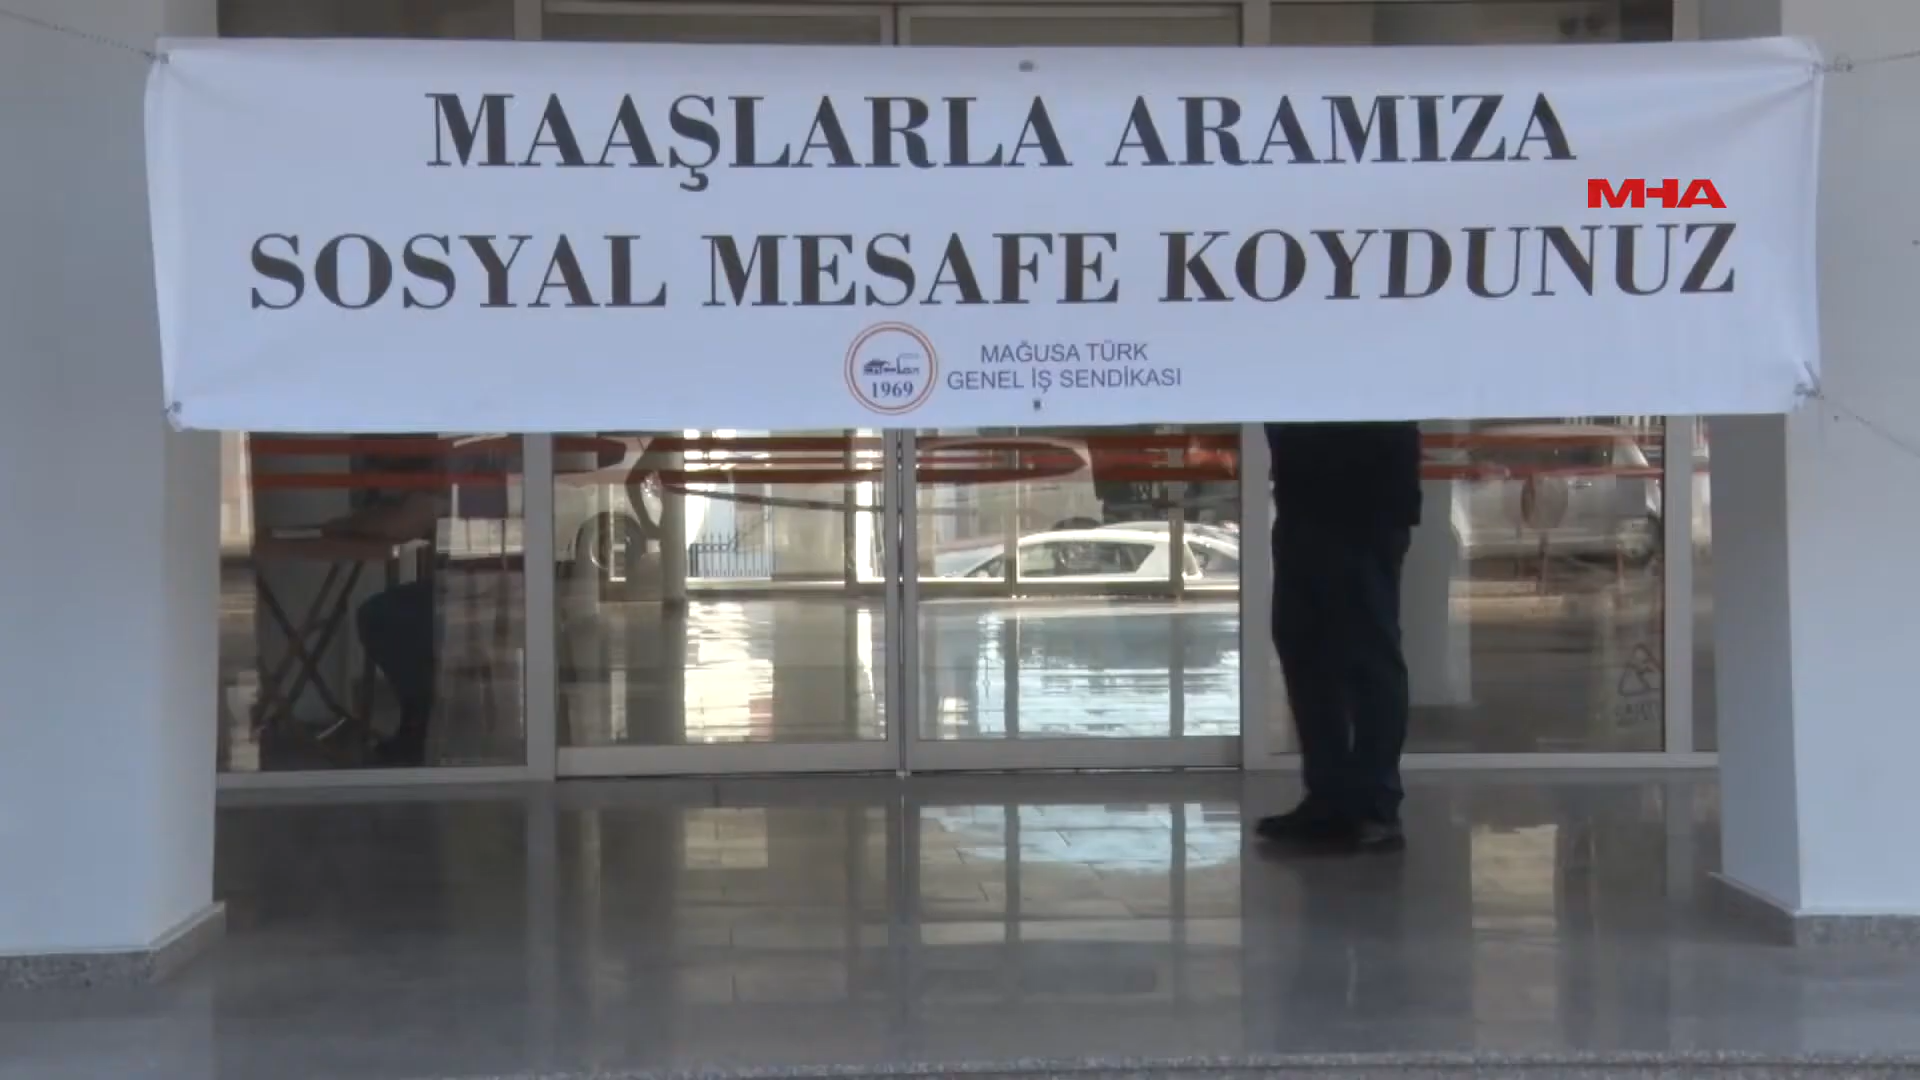 MAAŞLARLA ARAMIZA
MHA
SOSYAL MESAFE KOYDUNUZ
1969
MAĞUSA TÜRK
GENEL İŞ SENDİKASI